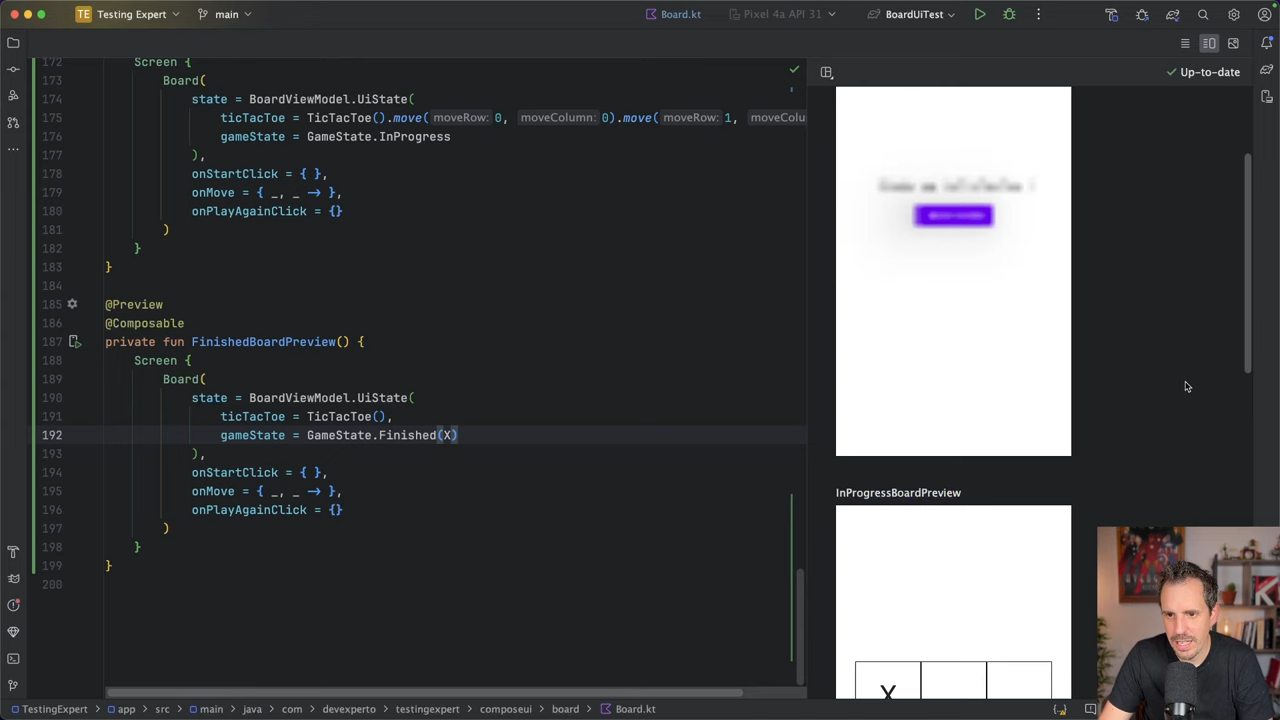 TE Testing Expert
main
Board.kt
Pixel 4a API 31
BoardUiTest
Up-to-date
172 Screen {
173 Board(
174 state = BoardViewModel.UiState(
175 ticTacToe = TicTacToe().move( moveRow: 0, moveColumn: 0).move( moveRow: 1, moveColu
176 gameState = GameState.InProgress
177 ),
178 onStartClick = { },
179 onMove = { _, _ -> },
180 onPlayAgainClick = {}
181 )
182 }
183 }
184
185 @Preview
186 @Composable
187 private fun FinishedBoardPreview() {
188 Screen {
189 Board(
190 state = BoardViewModel.UiState(
191 ticTacToe = TicTacToe(),
192 gameState = GameState.Finished(X)
193 ),
194 onStartClick = { },
195 onMove = { _, _ -> },
196 onPlayAgainClick = {}
197 )
198 }
199 }
200
InProgressBoardPreview
X
TestingExpert > app > src > main > java > com > devexperto > testingexpert > composeui > board > Board.kt